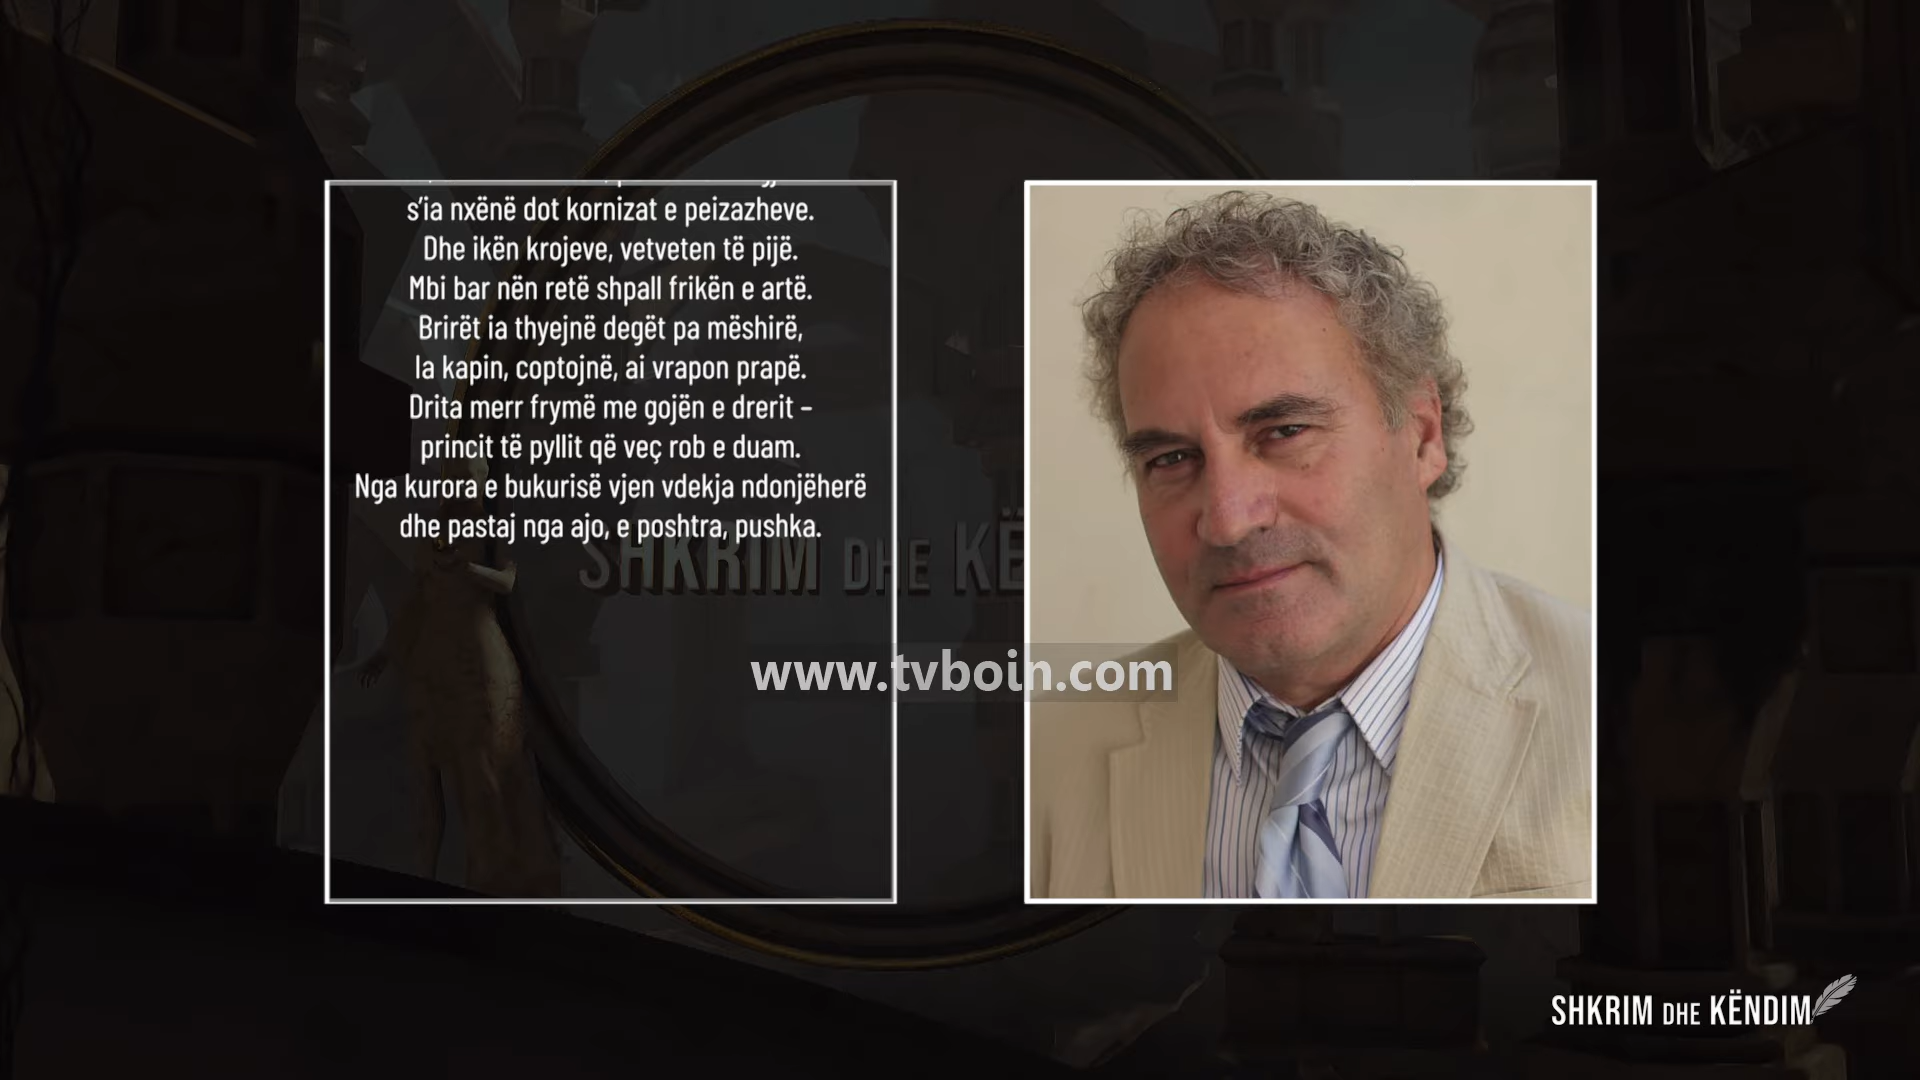 s’ia nxënë dot kornizat e peizazheve.
Dhe ikën krojeve, vetveten të pijë.
Mbi bar nën retë shpall frikën e artë.
Brirët ia thyejnë degët pa mëshirë,
Ia kapin, coptojnë, ai vrapon prapë.
Drita merr frymë me gojën e drerit –
princit të pyllit që veç rob e duam.
Nga kurora e bukurisë vjen vdekja ndonjëherë
dhe pastaj nga ajo, e poshtra, pushka.
SHKRIM DHE KË
www.tvboin.com
SHKRIM DHE KËNDIM